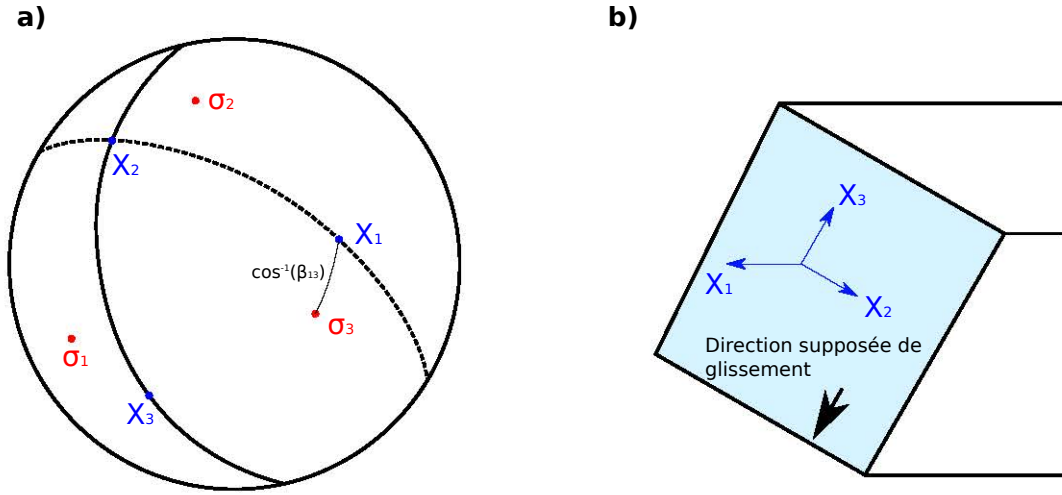 a)
b)
σ₂
X₂
X₁
cos⁻¹(β₁₃)
σ₃
σ₁
X₃
X₃
X₁
X₂
Direction supposée de
glissement